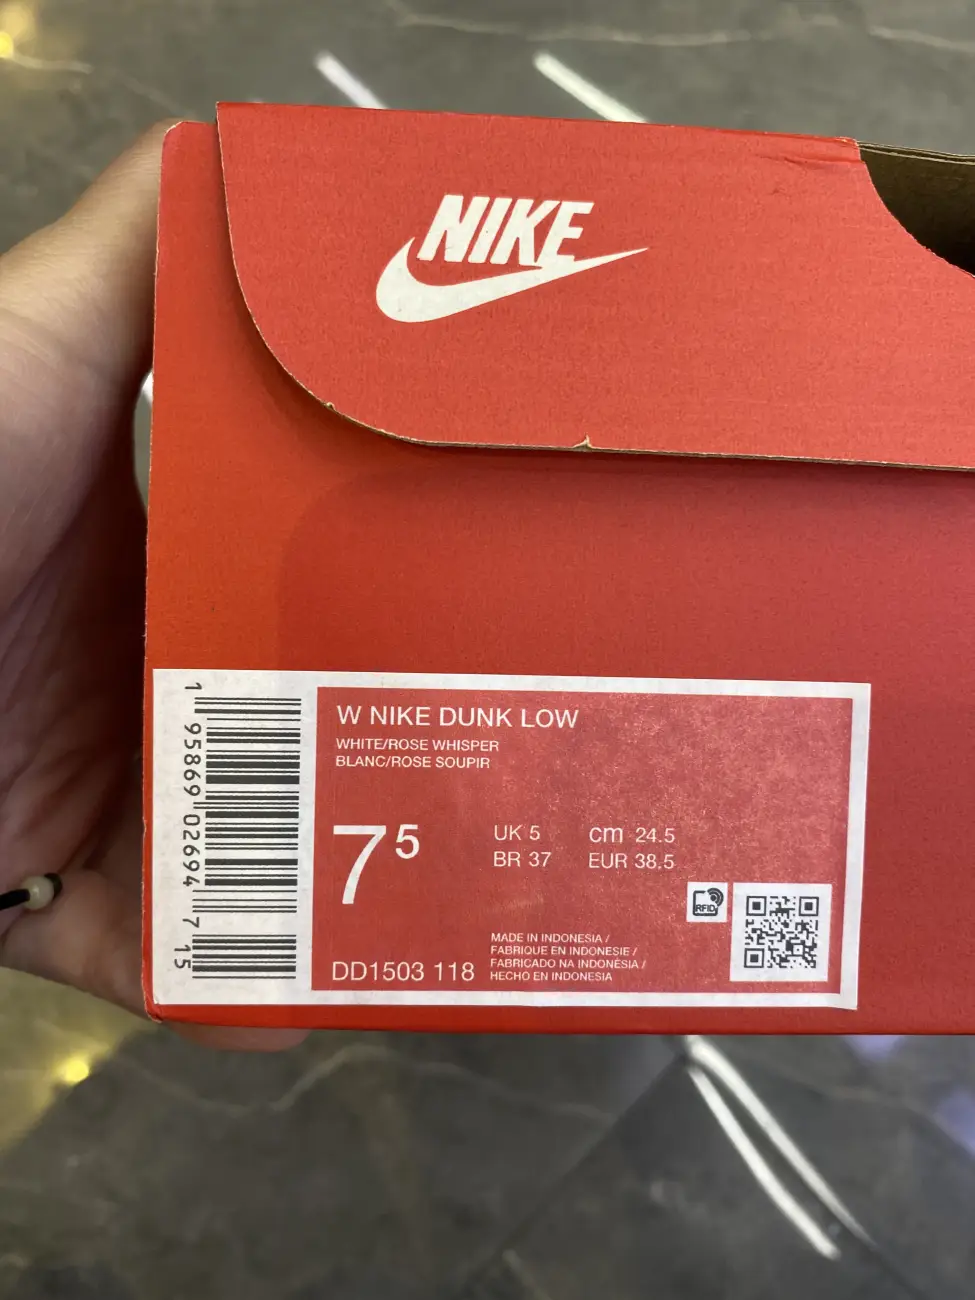 NIKE
W NIKE DUNK LOW
WHITE/ROSE WHISPER
BLANC/ROSE SOUPIR
7 5
UK 5 cm 24.5
BR 37 EUR 38.5
RFID
MADE IN INDONESIA /
FABRIQUE EN INDONESIE /
FABRICADO NA INDONÉSIA /
HECHO EN INDONESIA
DD1503 118
1 95869 02694 7 15